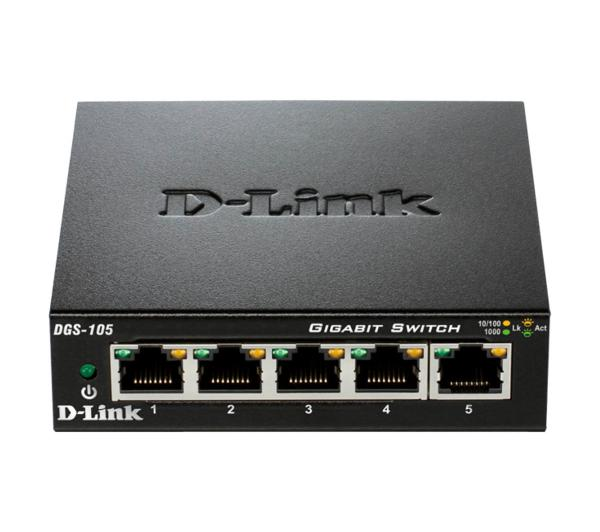 D-Link
DGS-105
GIGABIT SWITCH
10/100
1000
Lk
Act
D-Link
1 2 3 4 5